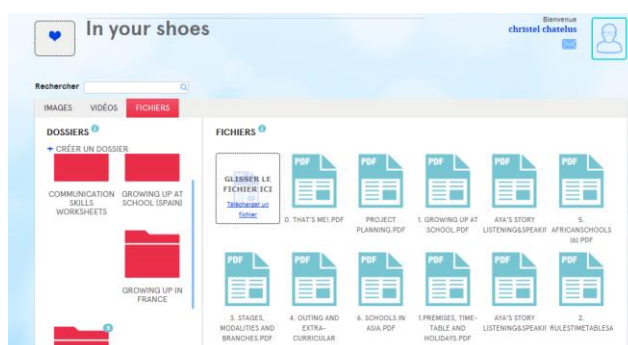 In your shoes
Bienvenue
christel chatelus
Rechercher
IMAGES VIDÉOS FICHIERS
DOSSIERS
+ CRÉER UN DOSSIER
COMMUNICATION
SKILLS
WORKSHEETS
GROWING UP AT
SCHOOL (SPAIN)
GROWING UP IN
FRANCE
2
FICHIERS
GLISSER LE
FICHIER ICI
Télécharger un
fichier
PDF
0. THAT'S ME!.PDF
PDF
PROJECT
PLANNING.PDF
PDF
1. GROWING UP AT
SCHOOL.PDF
PDF
AYA'S STORY
LISTENING&SPEAKIN
PDF
5.
AFRICANSCHOOLS
(6).PDF
PDF
3. STAGES,
MODALITIES AND
BRANCHES.PDF
PDF
4. OUTING AND
EXTRA-
CURRICULAR
PDF
6. SCHOOLS IN
ASIA.PDF
PDF
1.PREMISES, TIME-
TABLE AND
HOLIDAYS.PDF
PDF
AYA'S STORY
LISTENING&SPEAKIN
PDF
2.
RULESTIMETABLESA